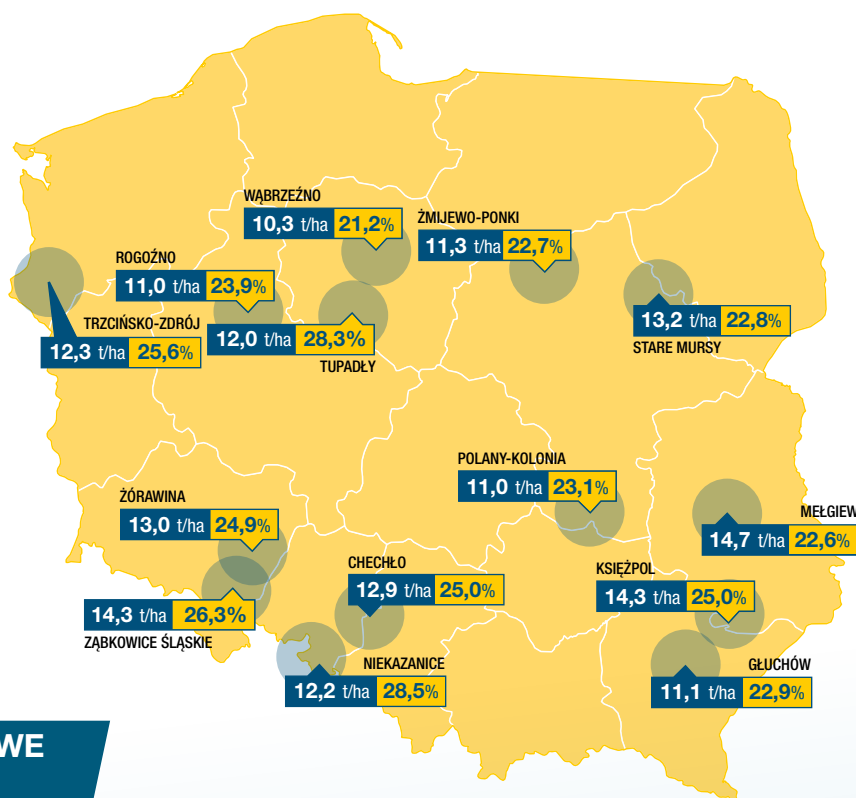 WĄBRZEŹNO
10,3 t/ha 21,2%
ŻMIJEWO-PONKI
11,3 t/ha 22,7%
ROGOŹNO
11,0 t/ha 23,9%
TRZCIŃSKO-ZDRÓJ
12,3 t/ha 25,6%
12,0 t/ha 28,3%
TUPADŁY
13,2 t/ha 22,8%
STARE MURSY
POLANY-KOLONIA
11,0 t/ha 23,1%
ŻÓRAWINA
13,0 t/ha 24,9%
MEŁGIEW
14,7 t/ha 22,6%
CHECHŁO
12,9 t/ha 25,0%
KSIĘŻPOL
14,3 t/ha 25,0%
14,3 t/ha 26,3%
ZĄBKOWICE ŚLĄSKIE
NIEKAZANICE
12,2 t/ha 28,5%
GŁUCHÓW
11,1 t/ha 22,9%
WE